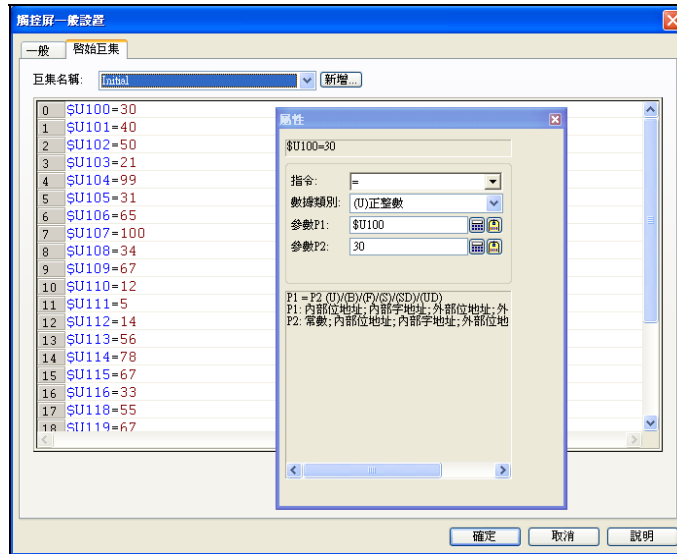 觸控屏一般設置
一般 啓始巨集
巨集名稱: Initial 新增...
0 $U100=30
1 $U101=40
2 $U102=50
3 $U103=21
4 $U104=99
5 $U105=31
6 $U106=65
7 $U107=100
8 $U108=34
9 $U109=67
10 $U110=12
11 $U111=5
12 $U112=14
13 $U113=56
14 $U114=78
15 $U115=67
16 $U116=33
17 $U118=55
18 $U119=67
屬性
$U100=30
指令: =
數據類別: (U)正整數
參數P1: $U100
參數P2: 30
P1 = P2 (U)/(B)/(F)/(S)/(SD)/(UD)
P1: 內部位地址; 內部字地址; 外部位地址; 外
P2: 常數; 內部位地址; 內部字地址; 外部位地
確定 取消 說明